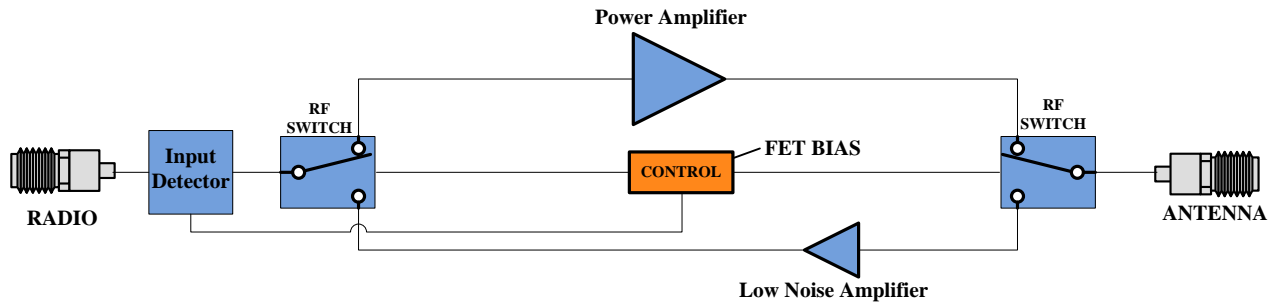 Power Amplifier
RF
SWITCH
RF
SWITCH
Input
Detector
FET BIAS
CONTROL
RADIO
ANTENNA
Low Noise Amplifier